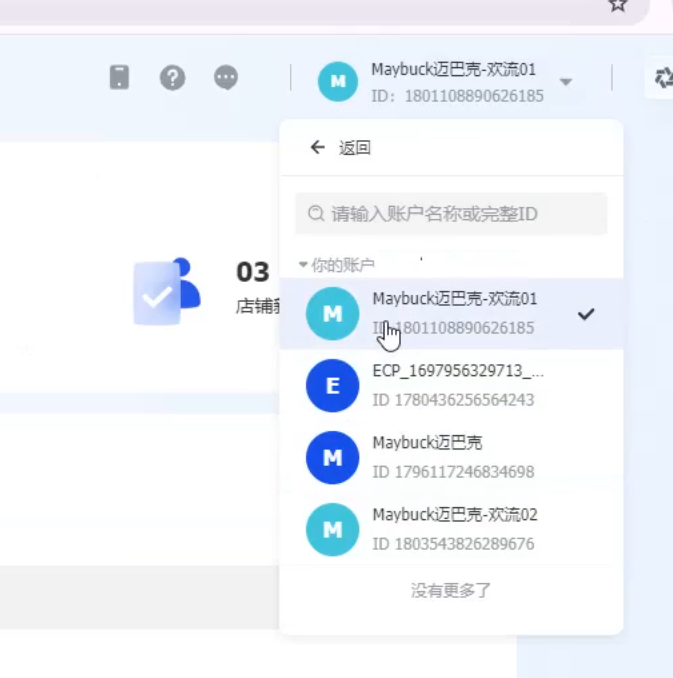 M
Maybuck迈巴克-欢流01
ID: 1801108890626185
返回
请输入账户名称或完整ID
你的账户
03
店铺
M
Maybuck迈巴克-欢流01
ID 1801108890626185
E
ECP_1697956329713_...
ID 1780436256564243
M
Maybuck迈巴克
ID 1796117246834698
M
Maybuck迈巴克-欢流02
ID 1803543826289676
没有更多了